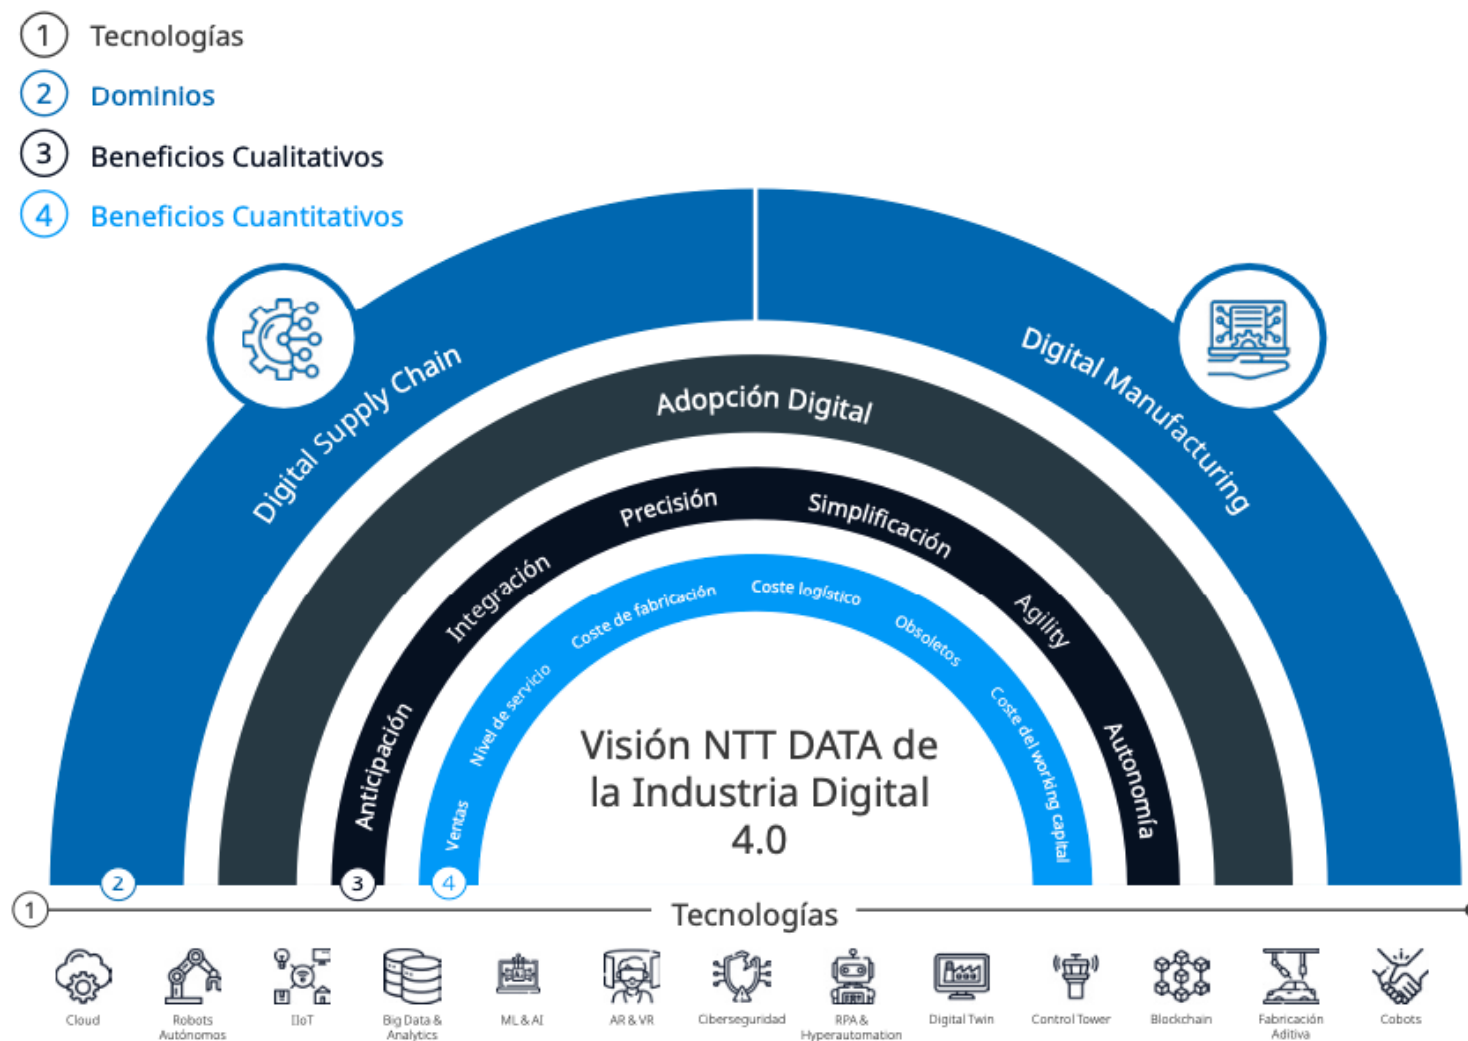 1 Tecnologías
2 Dominios
3 Beneficios Cualitativos
4 Beneficios Cuantitativos
Digital Supply Chain
Digital Manufacturing
Adopción Digital
Anticipación
Integración
Precisión
Simplificación
Agility
Autonomía
Ventas
Nivel de servicio
Coste de fabricación
Coste logístico
Obsoletos
Coste del working capital
Visión NTT DATA de
la Industria Digital
4.0
2
3
4
1
Tecnologías
Cloud
Robots
Autónomos
IIoT
Big Data &
Analytics
ML & AI
AR & VR
Ciberseguridad
RPA &
Hyperautomation
Digital Twin
Control Tower
Blockchain
Fabricación
Aditiva
Cobots